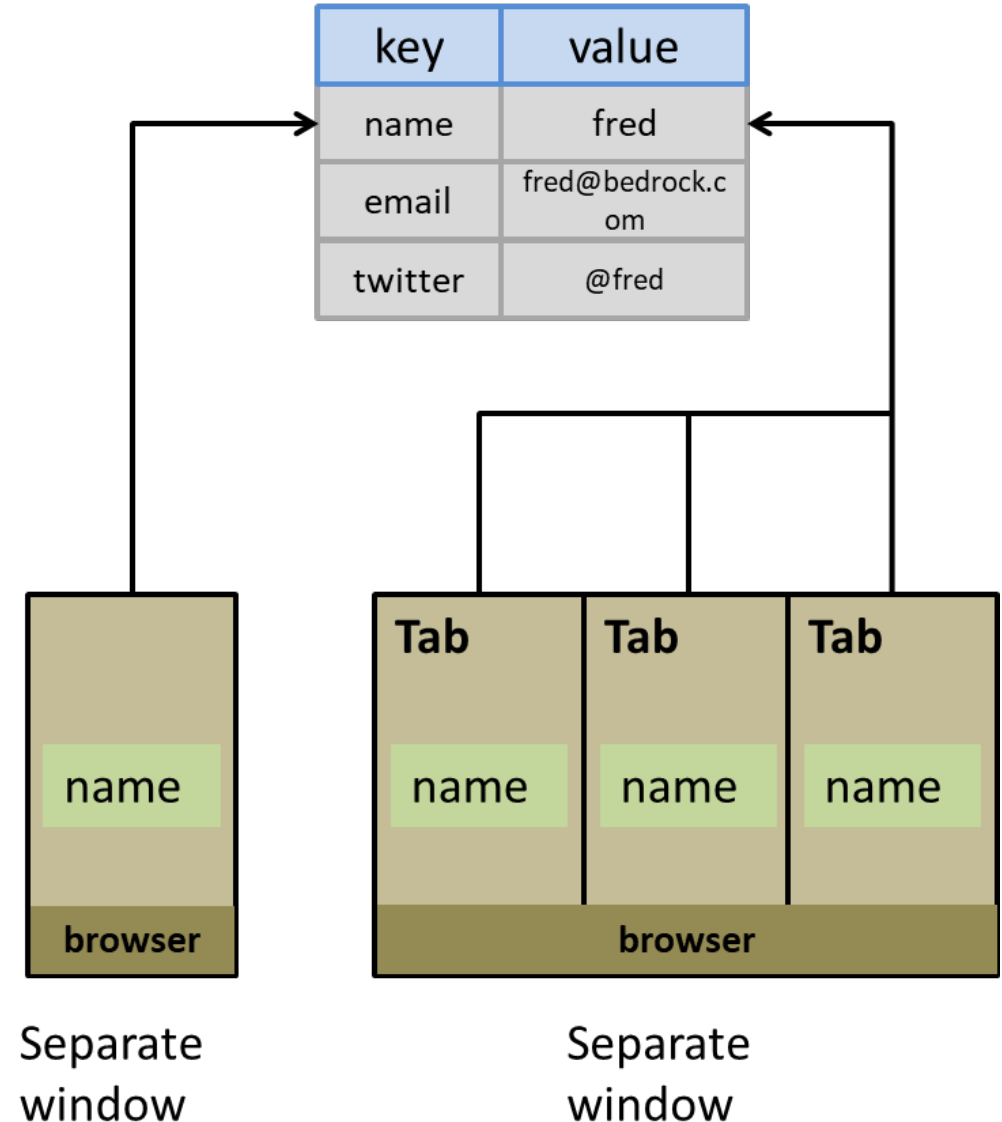 key value
name fred
email fred@bedrock.c
om
twitter @fred
Tab Tab Tab
name name name name
browser browser
Separate Separate
window window